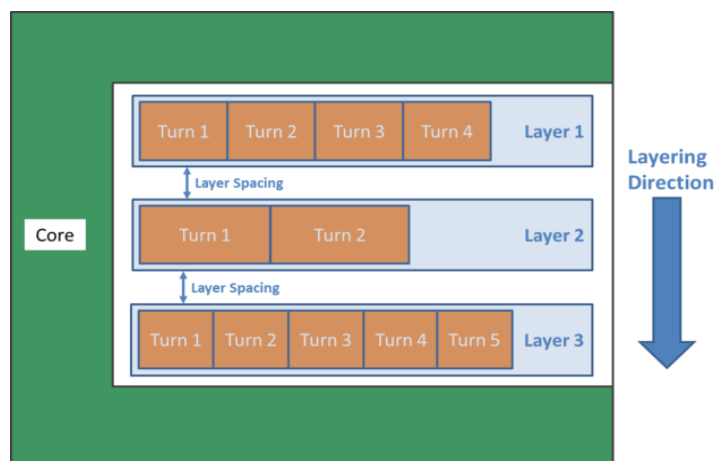 Turn 1 Turn 2 Turn 3 Turn 4 Layer 1
Layer Spacing
Layering
Direction
Core
Turn 1 Turn 2 Layer 2
Layer Spacing
Turn 1 Turn 2 Turn 3 Turn 4 Turn 5 Layer 3